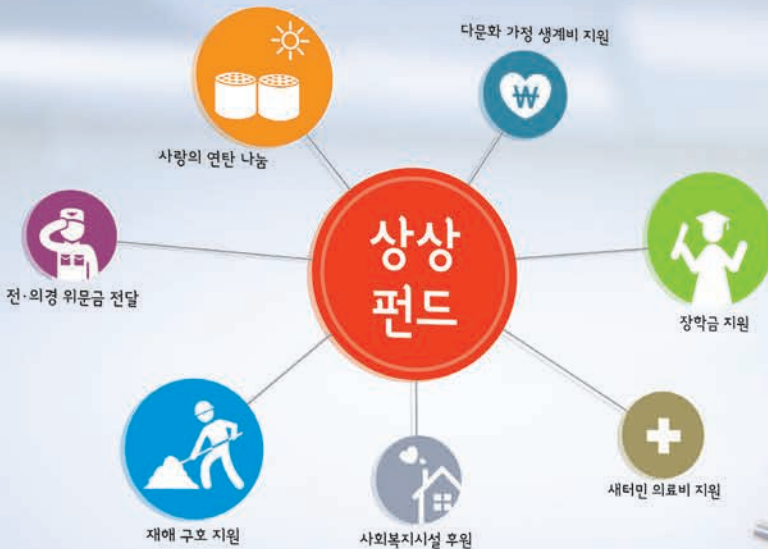 다문화 가정 생계비 지원
₩
사랑의 연탄 나눔
상상
펀드
전·의경 위문금 전달
장학금 지원
새터민 의료비 지원
재해 구호 지원
사회복지시설 후원